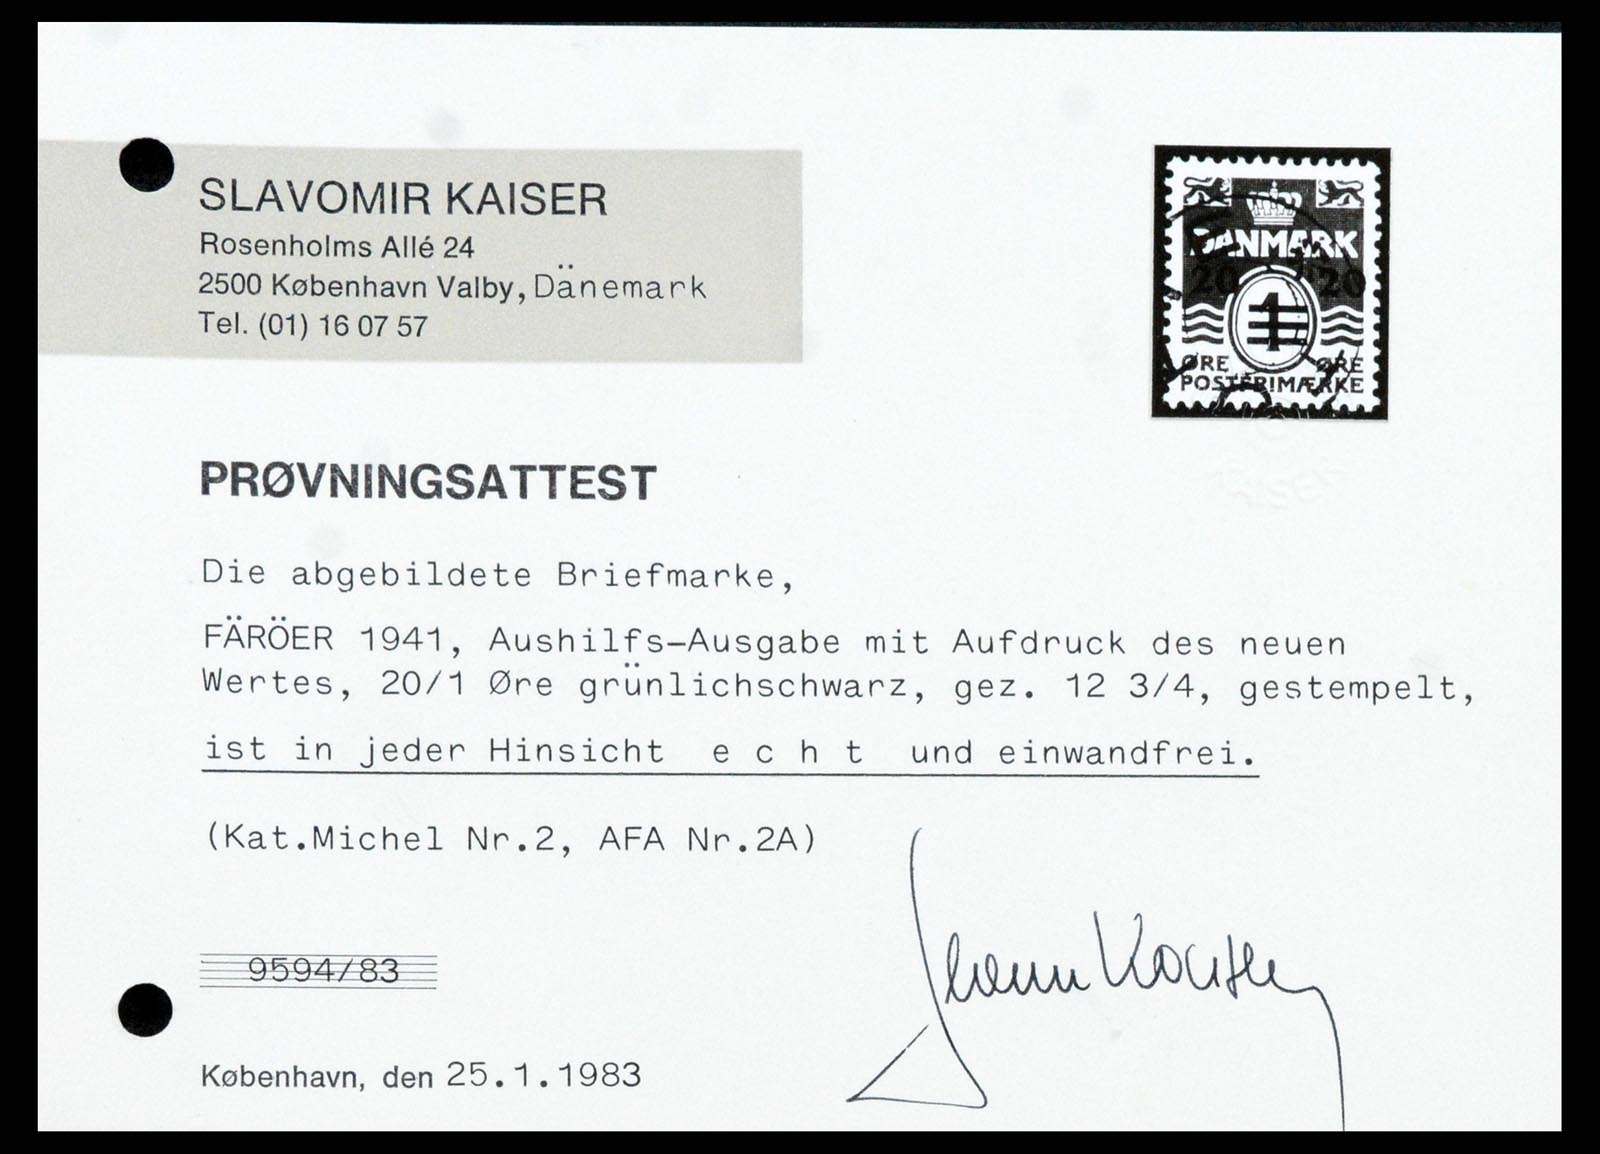 SLAVOMIR KAISER
Rosenholms Allé 24
2500 København Valby, Dänemark
Tel. (01) 16 07 57
DANMARK
20 20
1
ØRE ØRE
POSTFRIMÆRKE
KAISER
PRØVNINGSATTEST
Die abgebildete Briefmarke,
FÄRÖER 1941, Aushilfs-Ausgabe mit Aufdruck des neuen
Wertes, 20/1 Øre grünlichschwarz, gez. 12 3/4, gestempelt,
ist in jeder Hinsicht e c h t und einwandfrei.
(Kat.Michel Nr.2, AFA Nr.2A)
9594/83
København, den 25.1.1983